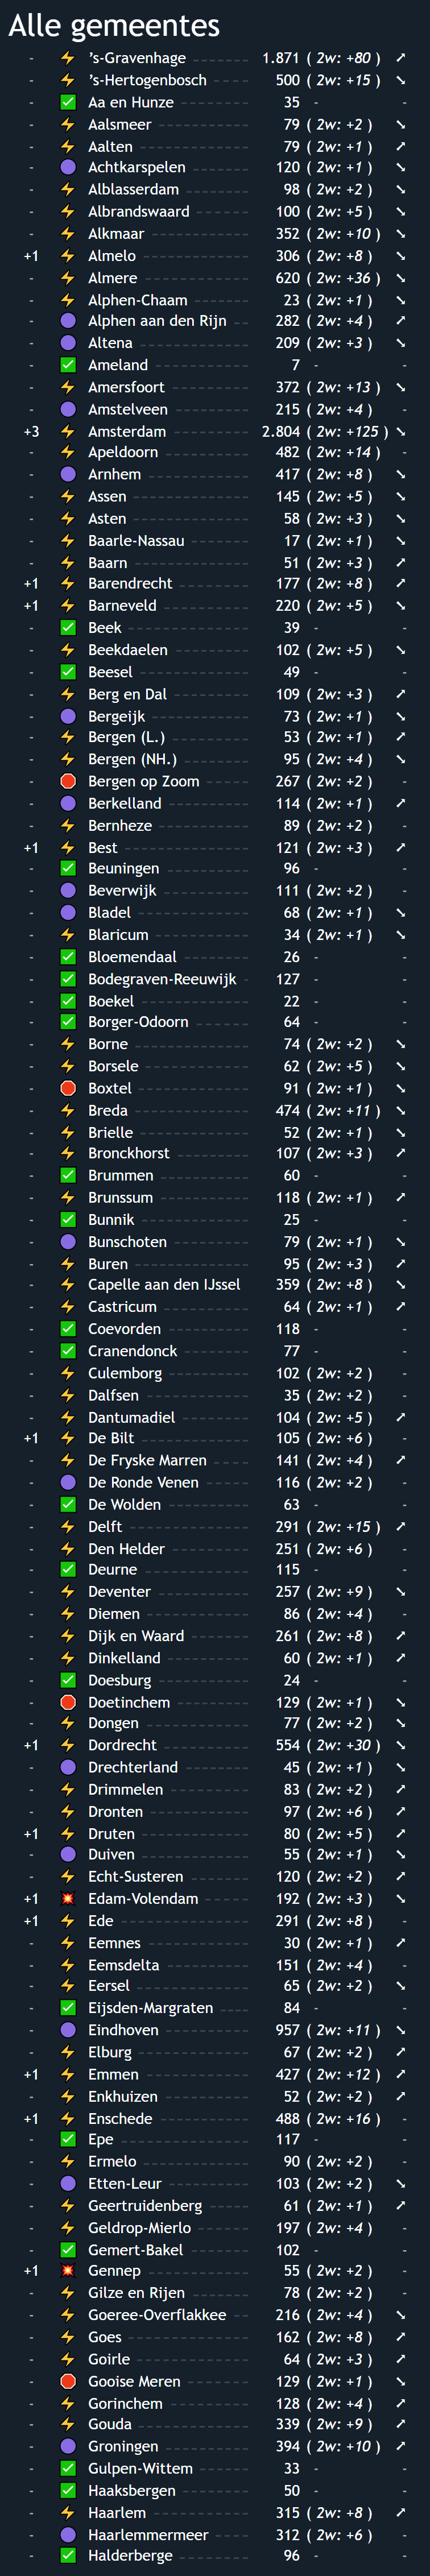 Alle gemeentes
- ⚡ ’s-Gravenhage 1.871 ( 2w: +80 ) ↗
- ⚡ ’s-Hertogenbosch 500 ( 2w: +15 ) ↘
- ✅ Aa en Hunze 35 - -
- ⚡ Aalsmeer 79 ( 2w: +2 ) ↘
- ⚡ Aalten 79 ( 2w: +1 ) ↗
- 🟣 Achtkarspelen 120 ( 2w: +1 ) ↘
- ⚡ Alblasserdam 98 ( 2w: +2 ) ↘
- ⚡ Albrandswaard 100 ( 2w: +5 ) ↘
- ⚡ Alkmaar 352 ( 2w: +10 ) ↘
+1 ⚡ Almelo 306 ( 2w: +8 ) ↘
- ⚡ Almere 620 ( 2w: +36 ) ↘
- ⚡ Alphen-Chaam 23 ( 2w: +1 ) ↘
- 🟣 Alphen aan den Rijn 282 ( 2w: +4 ) ↗
- 🟣 Altena 209 ( 2w: +3 ) ↘
- ✅ Ameland 7 - -
- ⚡ Amersfoort 372 ( 2w: +13 ) ↘
- 🟣 Amstelveen 215 ( 2w: +4 ) -
+3 ⚡ Amsterdam 2.804 ( 2w: +125 ) ↘
- ⚡ Apeldoorn 482 ( 2w: +14 ) -
- 🟣 Arnhem 417 ( 2w: +8 ) ↘
- ⚡ Assen 145 ( 2w: +5 ) ↘
- ⚡ Asten 58 ( 2w: +3 ) ↘
- ⚡ Baarle-Nassau 17 ( 2w: +1 ) ↘
- ⚡ Baarn 51 ( 2w: +3 ) ↗
+1 ⚡ Barendrecht 177 ( 2w: +8 ) ↗
+1 ⚡ Barneveld 220 ( 2w: +5 ) ↘
- ✅ Beek 39 - -
- ⚡ Beekdaelen 102 ( 2w: +5 ) ↘
- ✅ Beesel 49 - -
- ⚡ Berg en Dal 109 ( 2w: +3 ) ↗
- 🟣 Bergeijk 73 ( 2w: +1 ) ↘
- ⚡ Bergen (L.) 53 ( 2w: +1 ) ↗
- ⚡ Bergen (NH.) 95 ( 2w: +4 ) ↘
- 🛑 Bergen op Zoom 267 ( 2w: +2 ) -
- 🟣 Berkelland 114 ( 2w: +1 ) ↗
- ⚡ Bernheze 89 ( 2w: +2 ) -
+1 ⚡ Best 121 ( 2w: +3 ) ↗
- ✅ Beuningen 96 - -
- 🟣 Beverwijk 111 ( 2w: +2 ) -
- 🟣 Bladel 68 ( 2w: +1 ) ↘
- ⚡ Blaricum 34 ( 2w: +1 ) ↘
- ✅ Bloemendaal 26 - -
- ✅ Bodegraven-Reeuwijk 127 - -
- ✅ Boekel 22 - -
- ✅ Borger-Odoorn 64 - -
- ⚡ Borne 74 ( 2w: +2 ) ↘
- ⚡ Borsele 62 ( 2w: +5 ) ↘
- 🛑 Boxtel 91 ( 2w: +1 ) ↘
- ⚡ Breda 474 ( 2w: +11 ) ↘
- ⚡ Brielle 52 ( 2w: +1 ) ↘
- ⚡ Bronckhorst 107 ( 2w: +3 ) ↗
- ✅ Brummen 60 - -
- ⚡ Brunssum 118 ( 2w: +1 ) ↗
- ✅ Bunnik 25 - -
- 🟣 Bunschoten 79 ( 2w: +1 ) ↘
- ⚡ Buren 95 ( 2w: +3 ) ↗
- ⚡ Capelle aan den IJssel 359 ( 2w: +8 ) ↘
- ⚡ Castricum 64 ( 2w: +1 ) ↗
- ✅ Coevorden 118 - -
- ✅ Cranendonck 77 - -
- ⚡ Culemborg 102 ( 2w: +2 ) -
- ⚡ Dalfsen 35 ( 2w: +2 ) -
- ⚡ Dantumadiel 104 ( 2w: +5 ) ↗
+1 ⚡ De Bilt 105 ( 2w: +6 ) -
- ⚡ De Fryske Marren 141 ( 2w: +4 ) ↗
- 🟣 De Ronde Venen 116 ( 2w: +2 ) -
- ✅ De Wolden 63 - -
- ⚡ Delft 291 ( 2w: +15 ) ↗
- ⚡ Den Helder 251 ( 2w: +6 ) -
- ✅ Deurne 115 - -
- ⚡ Deventer 257 ( 2w: +9 ) ↘
- ⚡ Diemen 86 ( 2w: +4 ) -
- ⚡ Dijk en Waard 261 ( 2w: +8 ) ↗
- ⚡ Dinkelland 60 ( 2w: +1 ) ↗
- ✅ Doesburg 24 - -
- 🛑 Doetinchem 129 ( 2w: +1 ) ↘
- ⚡ Dongen 77 ( 2w: +2 ) ↘
+1 ⚡ Dordrecht 554 ( 2w: +30 ) ↘
- 🟣 Drechterland 45 ( 2w: +1 ) ↘
- ⚡ Drimmelen 83 ( 2w: +2 ) ↗
- ⚡ Dronten 97 ( 2w: +6 ) ↗
+1 ⚡ Druten 80 ( 2w: +5 ) ↗
- 🟣 Duiven 55 ( 2w: +1 ) ↘
- ⚡ Echt-Susteren 120 ( 2w: +2 ) ↗
+1 💥 Edam-Volendam 192 ( 2w: +3 ) ↘
+1 ⚡ Ede 291 ( 2w: +8 ) -
- ⚡ Eemnes 30 ( 2w: +1 ) ↗
- ⚡ Eemsdelta 151 ( 2w: +4 ) -
- ⚡ Eersel 65 ( 2w: +2 ) ↘
- ✅ Eijsden-Margraten 84 - -
- 🟣 Eindhoven 957 ( 2w: +11 ) ↘
- ⚡ Elburg 67 ( 2w: +2 ) ↗
+1 ⚡ Emmen 427 ( 2w: +12 ) ↗
- ⚡ Enkhuizen 52 ( 2w: +2 ) ↗
+1 ⚡ Enschede 488 ( 2w: +16 ) -
- ✅ Epe 117 - -
- ⚡ Ermelo 90 ( 2w: +2 ) -
- 🟣 Etten-Leur 103 ( 2w: +2 ) ↘
- ⚡ Geertruidenberg 61 ( 2w: +1 ) ↗
- ⚡ Geldrop-Mierlo 197 ( 2w: +4 ) -
- ✅ Gemert-Bakel 102 - -
+1 💥 Gennep 55 ( 2w: +2 ) -
- ⚡ Gilze en Rijen 78 ( 2w: +2 ) -
- ⚡ Goeree-Overflakkee 216 ( 2w: +4 ) ↘
- ⚡ Goes 162 ( 2w: +8 ) ↗
- ⚡ Goirle 64 ( 2w: +3 ) ↗
- 🛑 Gooise Meren 129 ( 2w: +1 ) ↘
- ⚡ Gorinchem 128 ( 2w: +4 ) ↗
- ⚡ Gouda 339 ( 2w: +9 ) ↗
- 🟣 Groningen 394 ( 2w: +10 ) ↗
- ✅ Gulpen-Wittem 33 - -
- ✅ Haaksbergen 50 - -
- ⚡ Haarlem 315 ( 2w: +8 ) ↗
- 🟣 Haarlemmermeer 312 ( 2w: +6 ) -
- ✅ Halderberge 96 - -